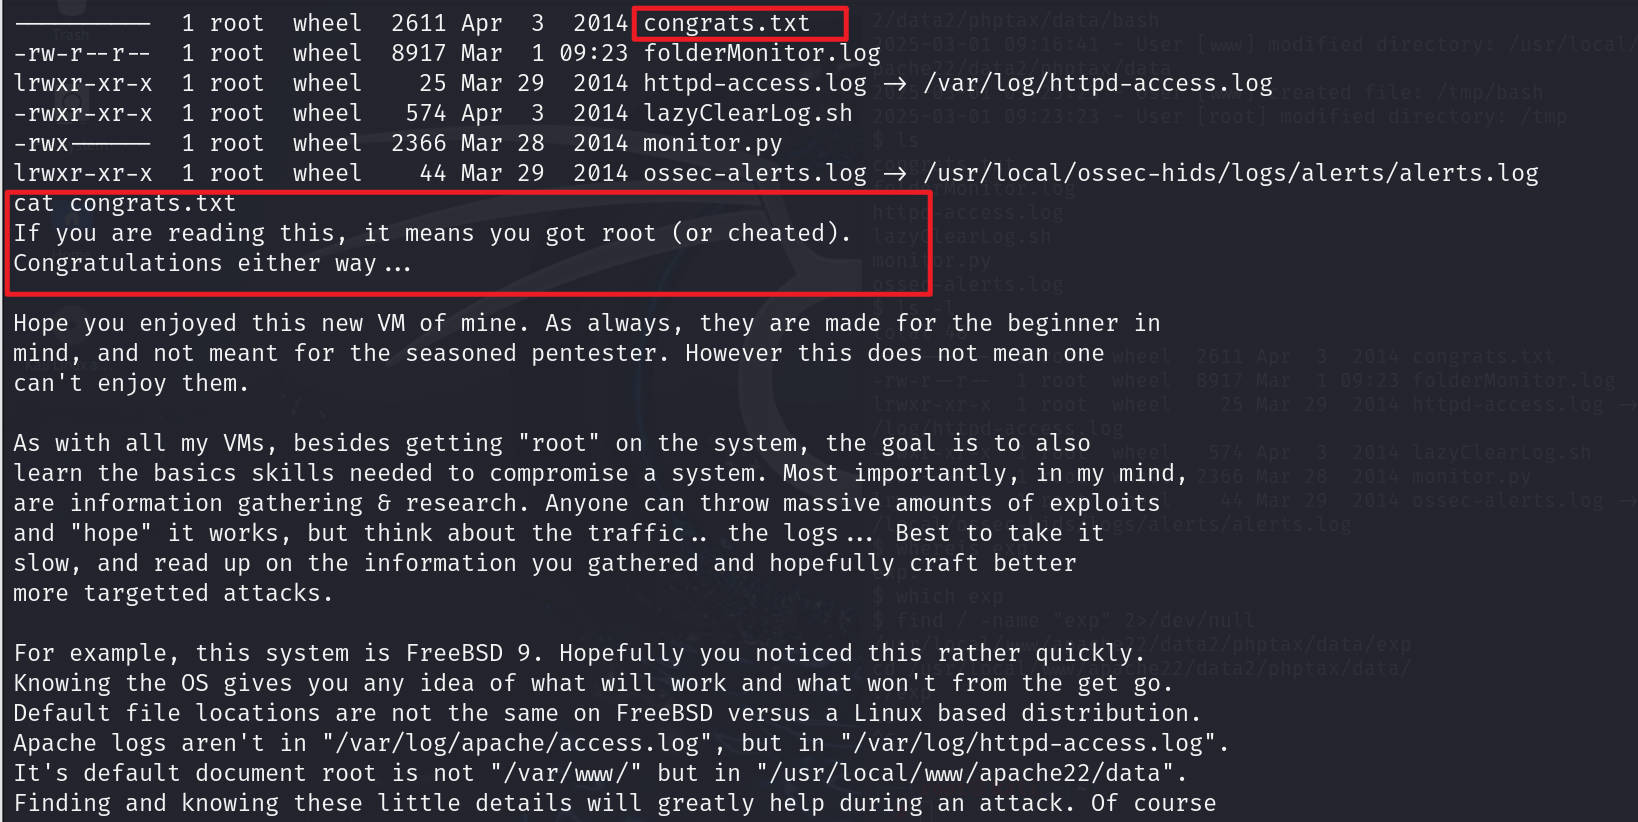 ---------- 1 root wheel 2611 Apr 3 2014 congrats.txt
-rw-r--r-- 1 root wheel 8917 Mar 1 09:23 folderMonitor.log
lrwxr-xr-x 1 root wheel 25 Mar 29 2014 httpd-access.log -> /var/log/httpd-access.log
-rwxr-xr-x 1 root wheel 574 Apr 3 2014 lazyClearLog.sh
-rwx------ 1 root wheel 2366 Mar 28 2014 monitor.py
lrwxr-xr-x 1 root wheel 44 Mar 29 2014 ossec-alerts.log -> /usr/local/ossec-hids/logs/alerts/alerts.log
cat congrats.txt
If you are reading this, it means you got root (or cheated).
Congratulations either way...
Hope you enjoyed this new VM of mine. As always, they are made for the beginner in
mind, and not meant for the seasoned pentester. However this does not mean one
can't enjoy them.
As with all my VMs, besides getting "root" on the system, the goal is to also
learn the basics skills needed to compromise a system. Most importantly, in my mind,
are information gathering & research. Anyone can throw massive amounts of exploits
and "hope" it works, but think about the traffic.. the logs... Best to take it
slow, and read up on the information you gathered and hopefully craft better
more targetted attacks.
For example, this system is FreeBSD 9. Hopefully you noticed this rather quickly.
Knowing the OS gives you any idea of what will work and what won't from the get go.
Default file locations are not the same on FreeBSD versus a Linux based distribution.
Apache logs aren't in "/var/log/apache/access.log", but in "/var/log/httpd-access.log".
It's default document root is not "/var/www/" but in "/usr/local/www/apache22/data".
Finding and knowing these little details will greatly help during an attack. Of course